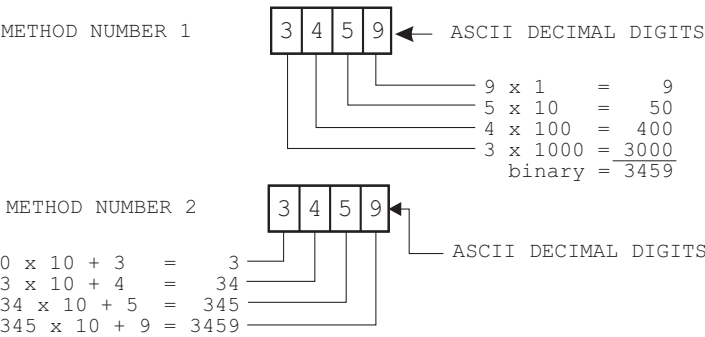 METHOD NUMBER 1
3 4 5 9
ASCII DECIMAL DIGITS
9 x 1 = 9
5 x 10 = 50
4 x 100 = 400
3 x 1000 = 3000
binary = 3459
METHOD NUMBER 2
3 4 5 9
ASCII DECIMAL DIGITS
0 x 10 + 3 = 3
3 x 10 + 4 = 34
34 x 10 + 5 = 345
345 x 10 + 9 = 3459